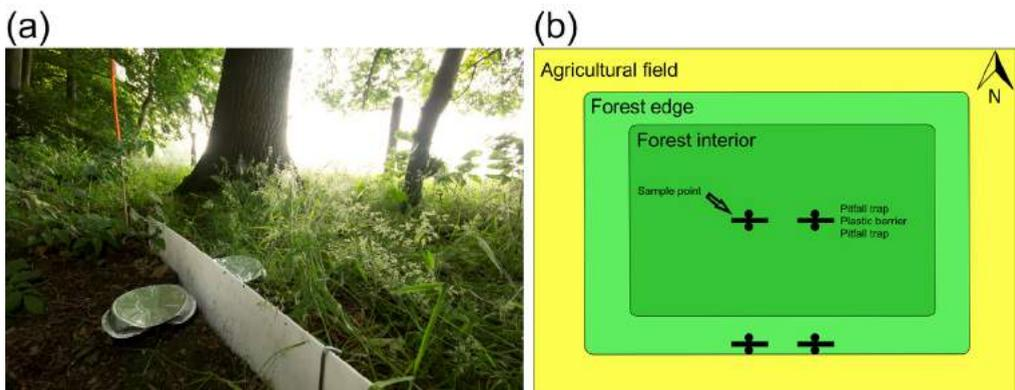 (a)
(b)
Agricultural field
N
Forest edge
Forest interior
Sample point
Pitfall trap
Plastic barrier
Pitfall trap